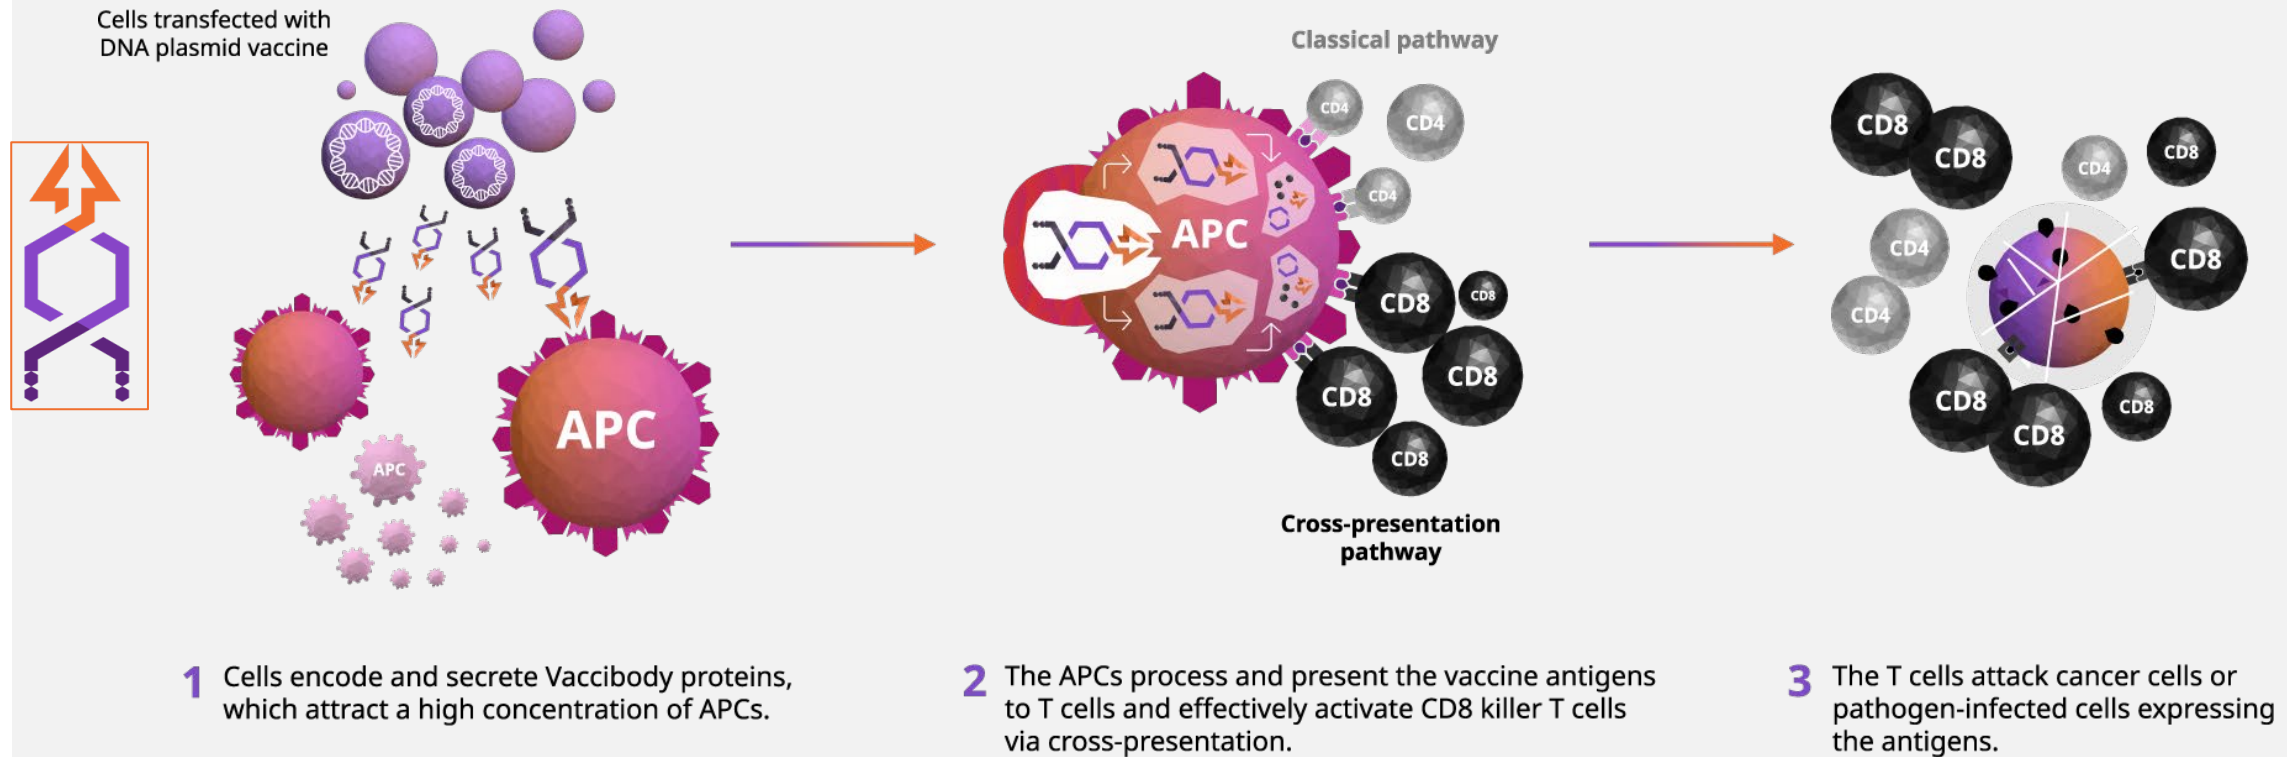 Cells transfected with
DNA plasmid vaccine
APC
APC
Classical pathway
CD4
CD4
CD4
APC
CD8
CD8
CD8
CD8
CD8
Cross-presentation
pathway
CD8
CD8
CD4
CD8
CD4
CD8
CD4
CD8
CD8
CD8
1 Cells encode and secrete Vaccibody proteins,
which attract a high concentration of APCs.
2 The APCs process and present the vaccine antigens
to T cells and effectively activate CD8 killer T cells
via cross-presentation.
3 The T cells attack cancer cells or
pathogen-infected cells expressing
the antigens.